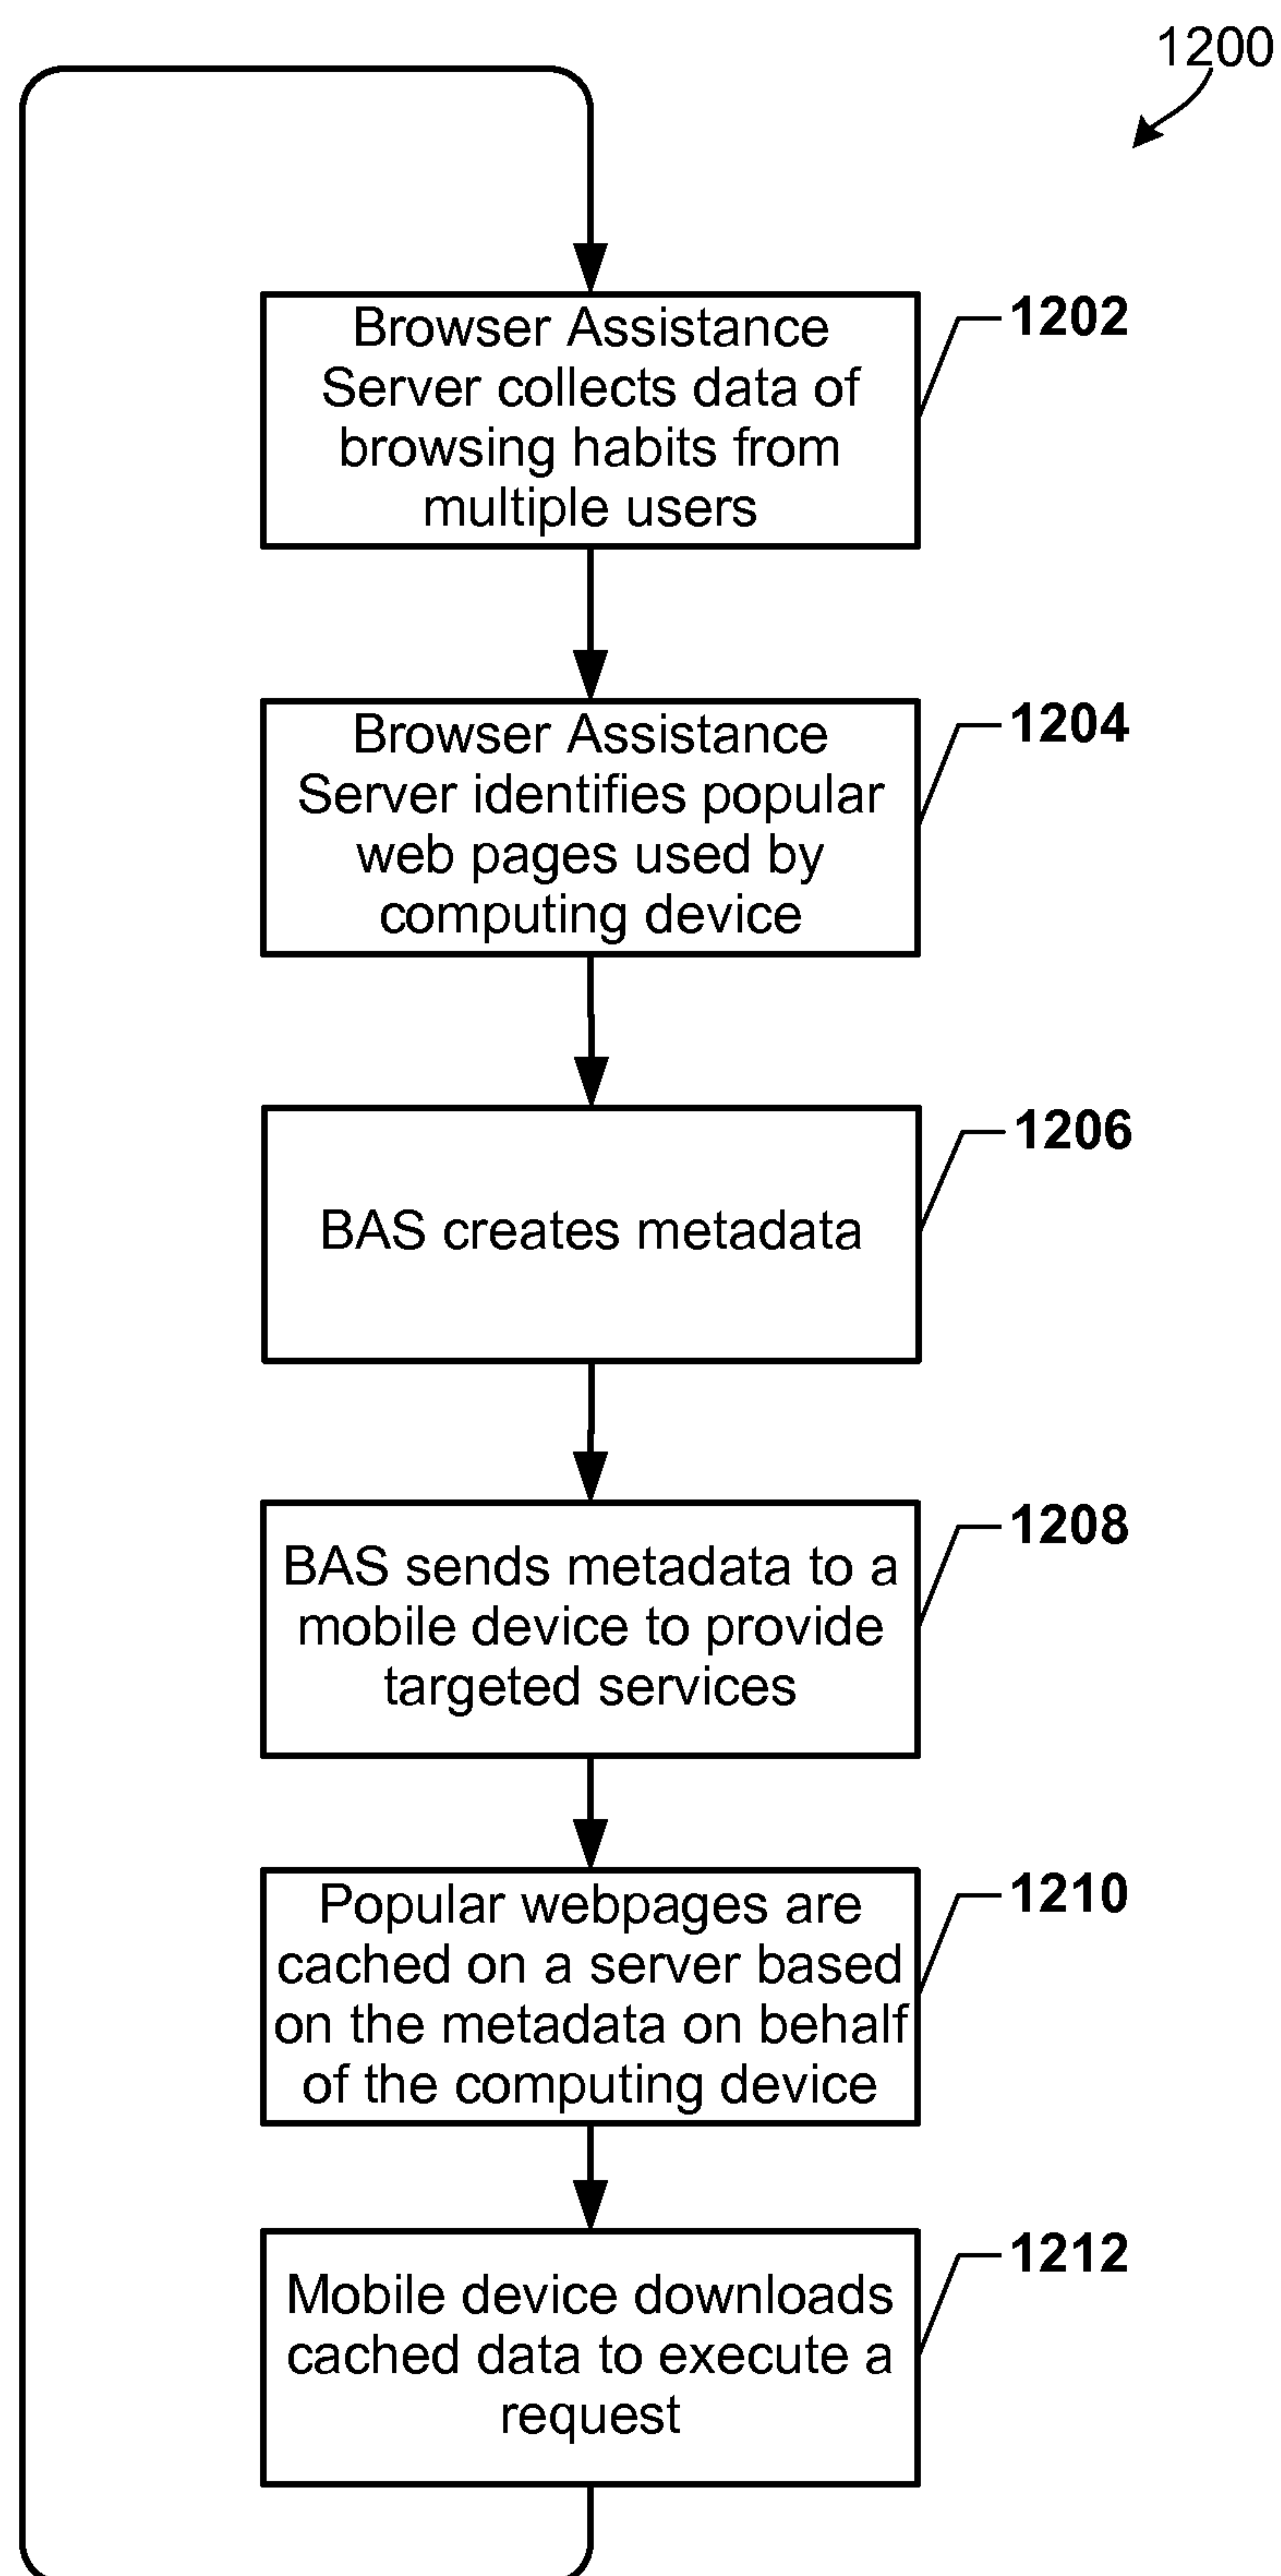 1200
Browser Assistance
Server collects data of
browsing habits from
multiple users
1202
Browser Assistance
Server identifies popular
web pages used by
computing device
1204
BAS creates metadata
1206
BAS sends metadata to a
mobile device to provide
targeted services
1208
Popular webpages are
cached on a server based
on the metadata on behalf
of the computing device
1210
Mobile device downloads
cached data to execute a
request
1212